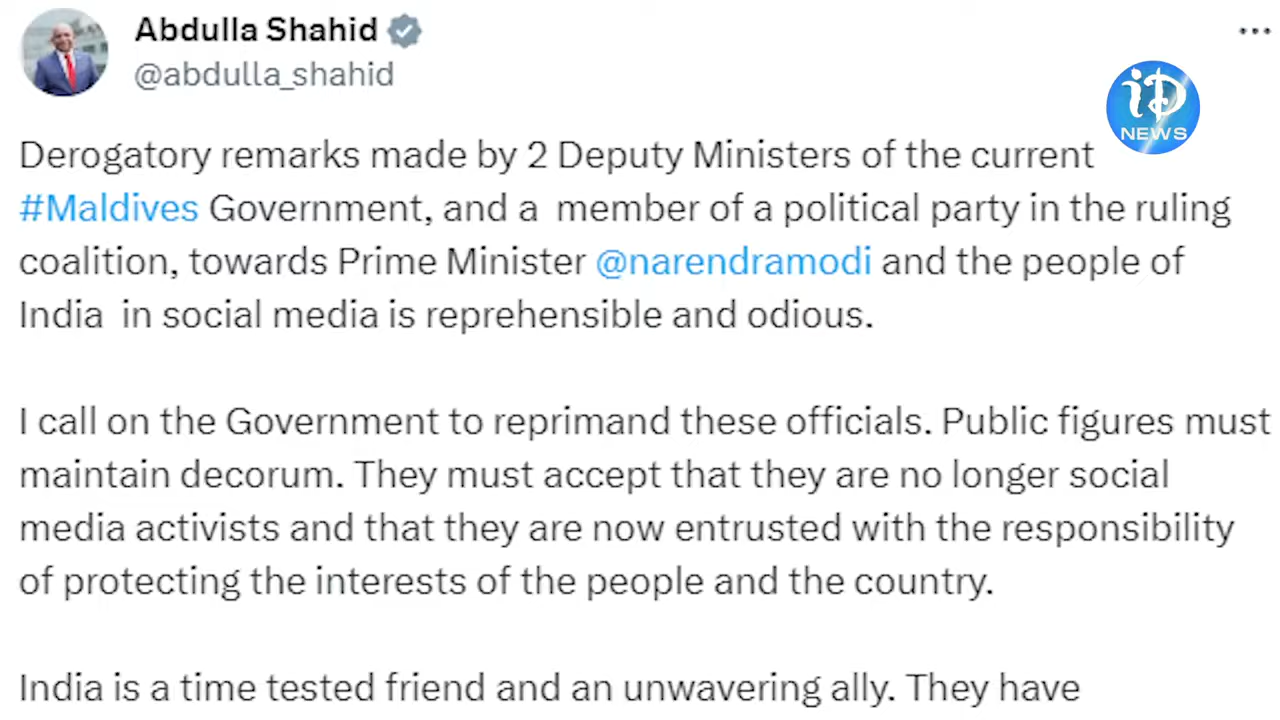 Abdulla Shahid
@abdulla_shahid
iD
NEWS
Derogatory remarks made by 2 Deputy Ministers of the current
#Maldives Government, and a member of a political party in the ruling
coalition, towards Prime Minister @narendramodi and the people of
India in social media is reprehensible and odious.
I call on the Government to reprimand these officials. Public figures must
maintain decorum. They must accept that they are no longer social
media activists and that they are now entrusted with the responsibility
of protecting the interests of the people and the country.
India is a time tested friend and an unwavering ally. They have